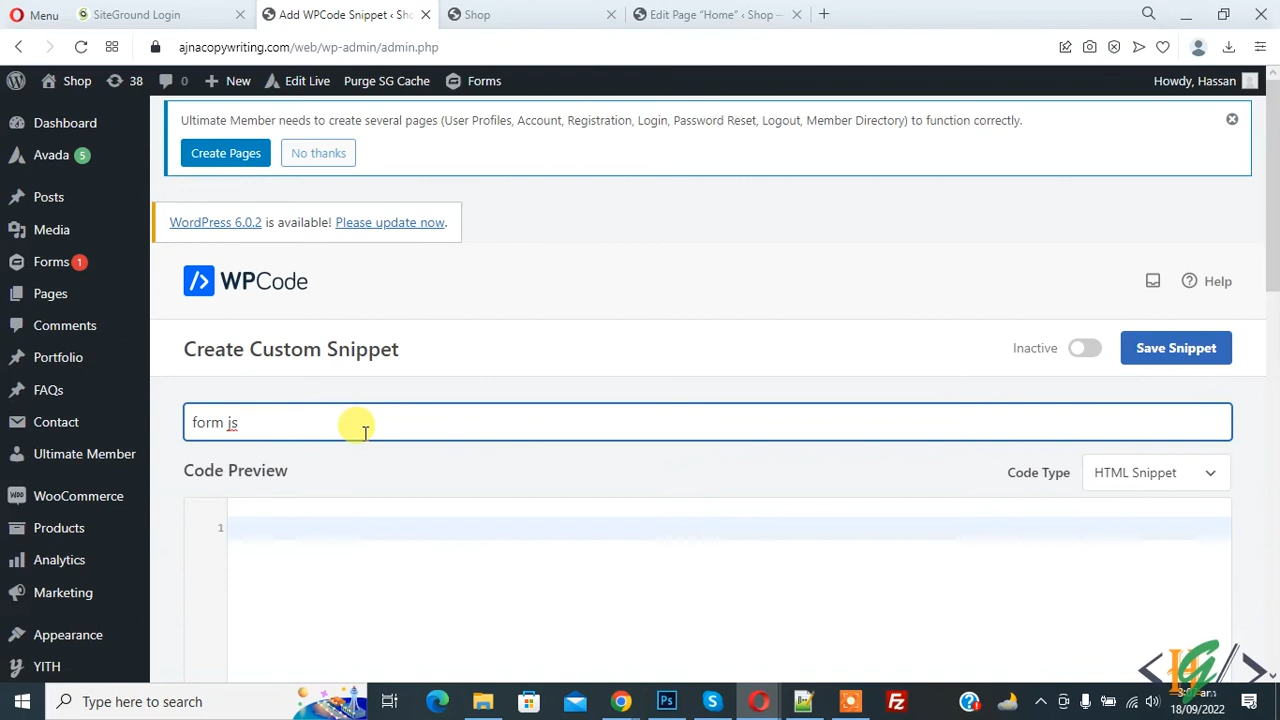 Menu
SiteGround Login
Add WPCode Snippet ‹ Sho
Shop
Edit Page “Home” ‹ Shop —
ajnacopywriting.com/web/wp-admin/admin.php
Shop
38
0
New
Edit Live
Purge SG Cache
Forms
Howdy, Hassan
Dashboard
Avada 5
Posts
Media
Forms 1
Pages
Comments
Portfolio
FAQs
Contact
Ultimate Member
WooCommerce
Products
Analytics
Marketing
Appearance
YITH
Ultimate Member needs to create several pages (User Profiles, Account, Registration, Login, Password Reset, Logout, Member Directory) to function correctly.
Create Pages
No thanks
WordPress 6.0.2 is available! Please update now.
WPCode
Help
Create Custom Snippet
Inactive
Save Snippet
form js
Code Preview
Code Type
HTML Snippet
1
Type here to search
18/09/2022